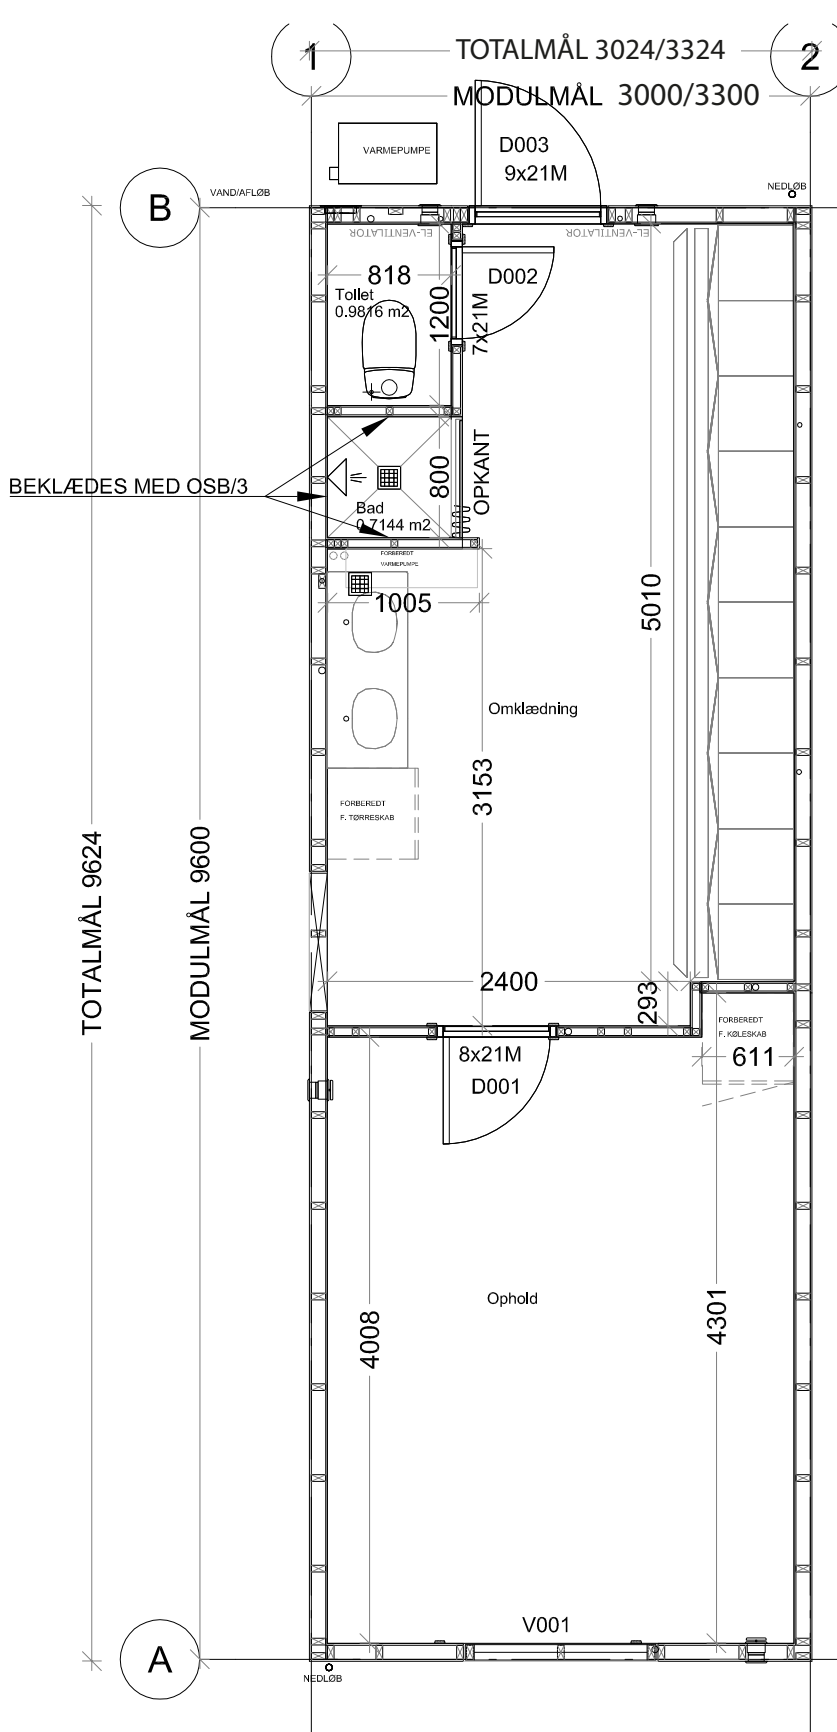 1
TOTALMÅL 3024/3324
2
MODULMÅL 3000/3300
VARMEPUMPE
D003
9x21M
VAND/AFLØB
NEDLØB
B
EL-VENTILATOR
EL-VENTILATOR
818
D002
Toilet
0.9816 m2
1200
7x21M
BEKLÆDES MED OSB/3
800
OPKANT
Bad
0.7144 m2
FORBEREDT
VARMEPUMPE
1005
5010
Omklædning
3153
FORBEREDT
F. TØRRESKAB
TOTALMÅL 9624
MODULMÅL 9600
2400
293
FORBEREDT
F. KØLESKAB
611
8x21M
D001
Ophold
4008
4301
V001
A
NEDLØB